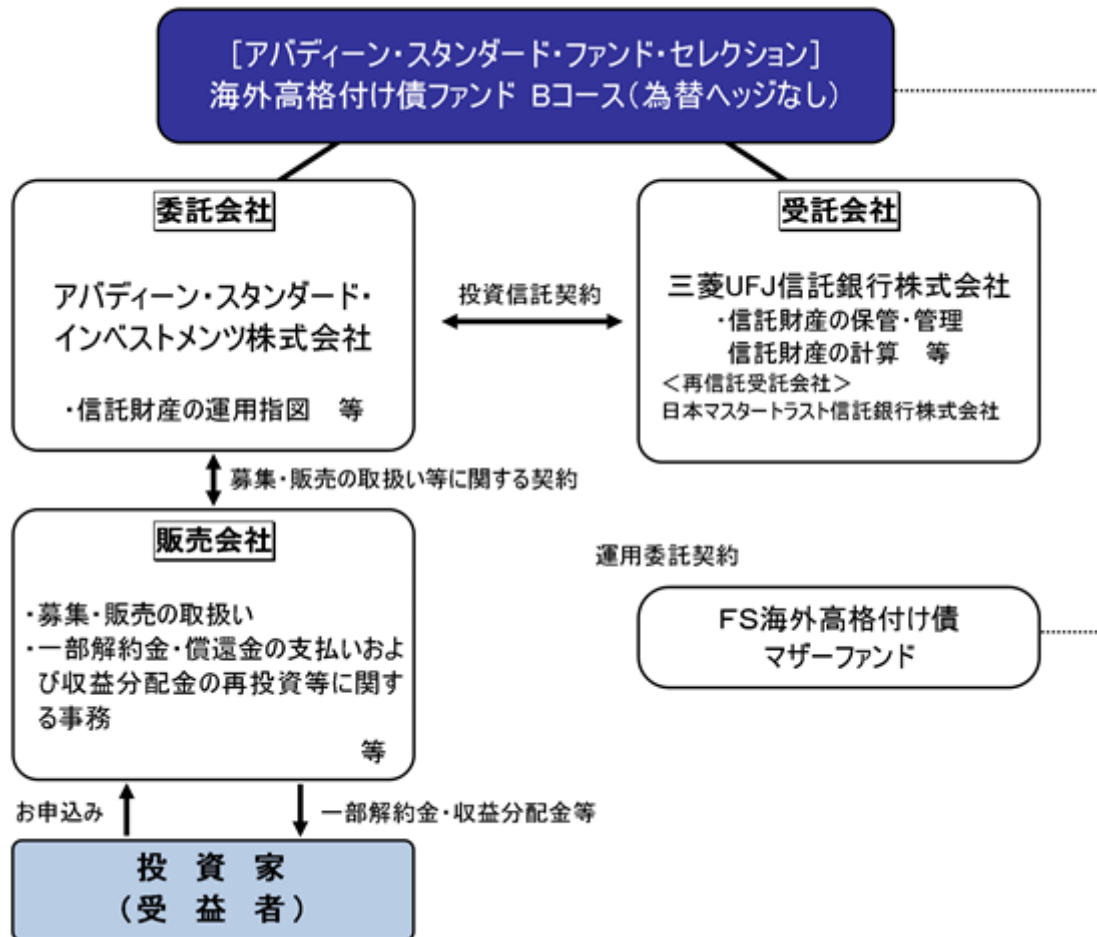 [アバディーン・スタンダード・ファンド・セレクション]
海外高格付け債ファンド Bコース(為替ヘッジなし)
委託会社
アバディーン・スタンダード・
インベストメンツ株式会社
・信託財産の運用指図 等
投資信託契約
受託会社
三菱UFJ信託銀行株式会社
・信託財産の保管・管理
信託財産の計算 等
<再信託受託会社>
日本マスタートラスト信託銀行株式会社
募集・販売の取扱い等に関する契約
販売会社
・募集・販売の取扱い
・一部解約金・償還金の支払いおよ
び収益分配金の再投資等に関す
る事務
等
運用委託契約
FS海外高格付け債
マザーファンド
お申込み
一部解約金・収益分配金等
投 資 家
(受 益 者)